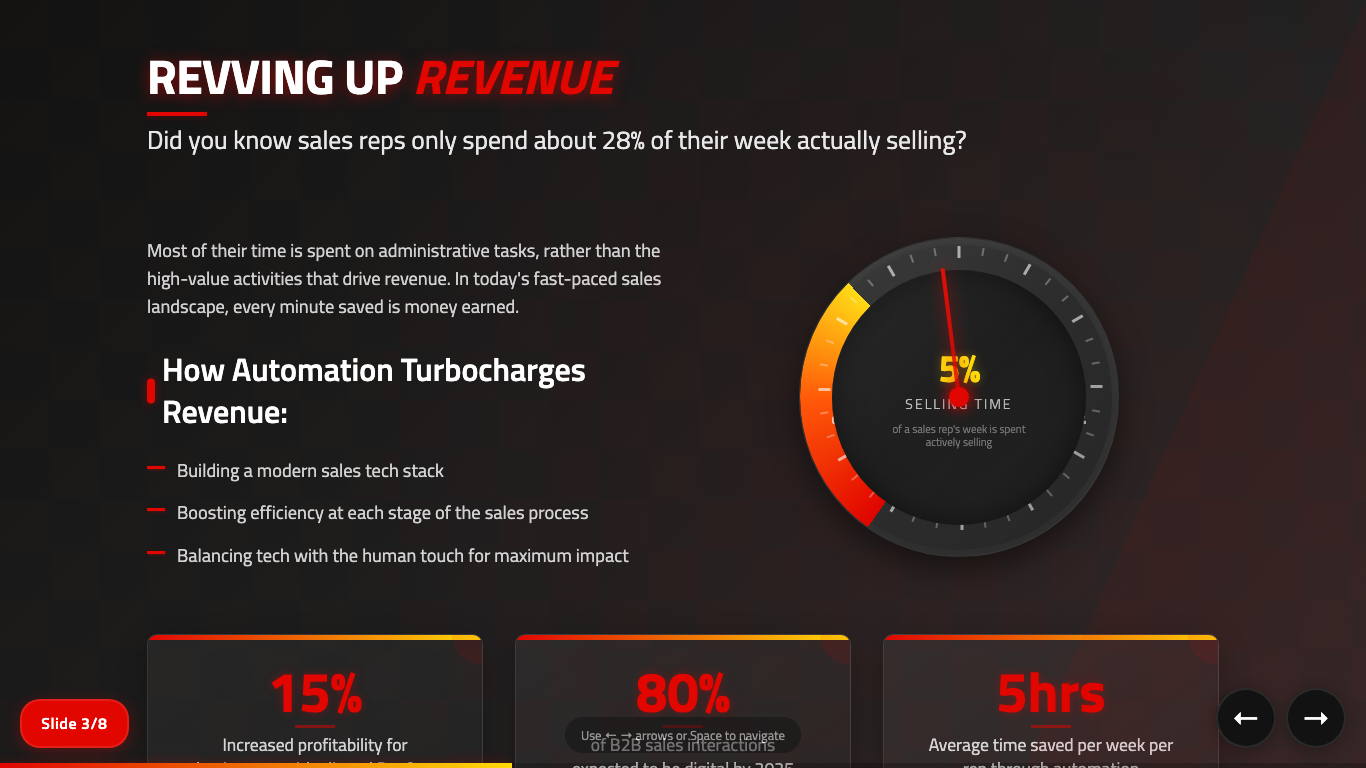 REVVING UP REVENUE
Did you know sales reps only spend about 28% of their week actually selling?
Most of their time is spent on administrative tasks, rather than the
high-value activities that drive revenue. In today's fast-paced sales
landscape, every minute saved is money earned.
How Automation Turbocharges
Revenue:
Building a modern sales tech stack
Boosting efficiency at each stage of the sales process
Balancing tech with the human touch for maximum impact
5%
SELLING TIME
of a sales rep's week is spent
actively selling
15%
Increased profitability for
80%
of B2B sales interactions
expected to be digital by 2025
5hrs
Average time saved per week per
rep through automation
Slide 3/8
Use ← → arrows or Space to navigate
← →